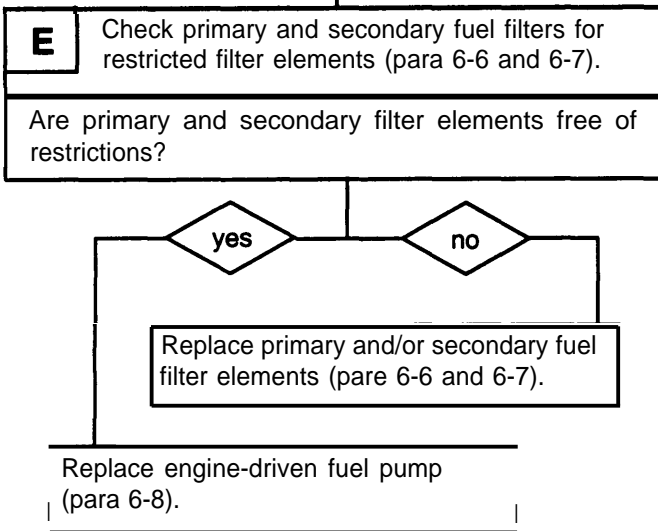 E
Check primary and secondary fuel filters for
restricted filter elements (para 6-6 and 6-7).
Are primary and secondary filter elements free of
restrictions?
yes
no
Replace primary and/or secondary fuel
filter elements (pare 6-6 and 6-7).
Replace engine-driven fuel pump
(para 6-8).